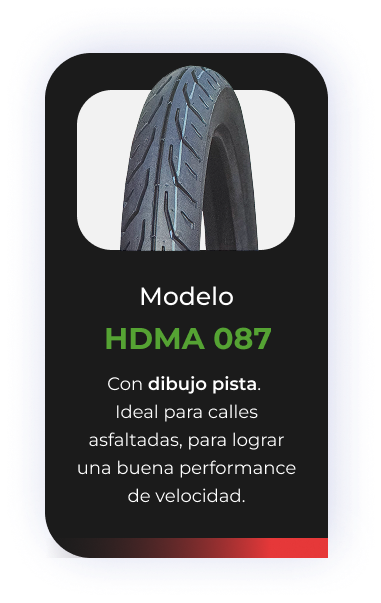 Modelo
HDMA 087
Con dibujo pista.
Ideal para calles
asfaltadas, para lograr
una buena performance
de velocidad.